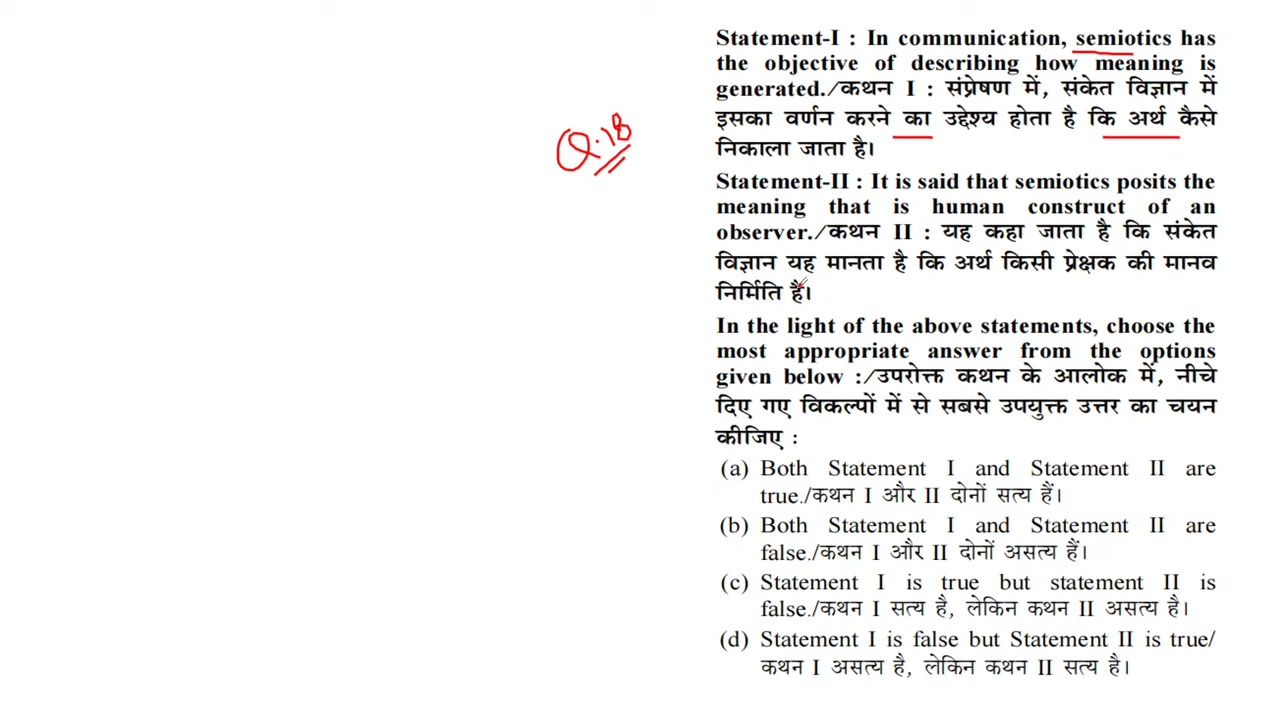 Statement-I : In communication, semiotics has
the objective of describing how meaning is
generated./कथन I : संप्रेषण में, संकेत विज्ञान में
इसका वर्णन करने का उद्देश्य होता है कि अर्थ कैसे
निकाला जाता है।
Q.18
Statement-II : It is said that semiotics posits the
meaning that is human construct of an
observer./कथन II : यह कहा जाता है कि संकेत
विज्ञान यह मानता है कि अर्थ किसी प्रेक्षक की मानव
निर्मिति है।
In the light of the above statements, choose the
most appropriate answer from the options
given below :/उपरोक्त कथन के आलोक में, नीचे
दिए गए विकल्पों में से सबसे उपयुक्त उत्तर का चयन
कीजिए :
(a) Both Statement I and Statement II are
true./कथन I और II दोनों सत्य हैं।
(b) Both Statement I and Statement II are
false./कथन I और II दोनों असत्य हैं।
(c) Statement I is true but statement II is
false./कथन I सत्य है, लेकिन कथन II असत्य है।
(d) Statement I is false but Statement II is true/
कथन I असत्य है, लेकिन कथन II सत्य है।